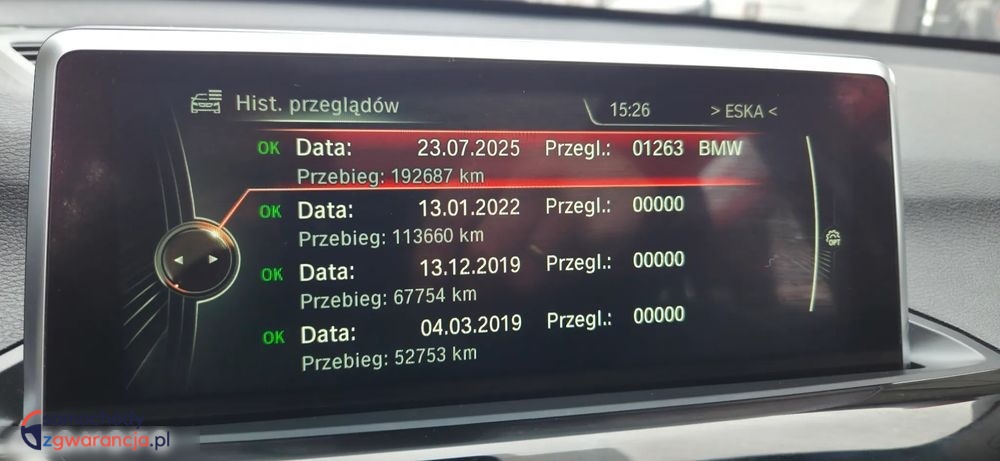 Hist. przeglądów 15:26 > ESKA <
OK Data: 23.07.2025 Przegl.: 01263 BMW
Przebieg: 192687 km
OK Data: 13.01.2022 Przegl.: 00000
Przebieg: 113660 km
OK Data: 13.12.2019 Przegl.: 00000
Przebieg: 67754 km
OK Data: 04.03.2019 Przegl.: 00000
Przebieg: 52753 km
OPT
zgwarancja.pl